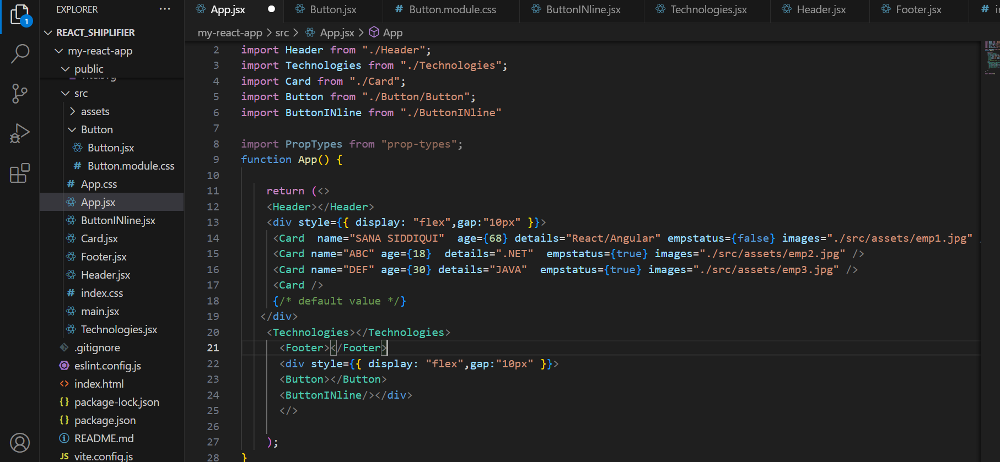 EXPLORER ···
1
REACT_SHIPLIFIER
my-react-app
public
src
assets
Button
Button.jsx
# Button.module.css
# App.css
App.jsx
ButtonINline.jsx
Card.jsx
Footer.jsx
Header.jsx
# index.css
main.jsx
Technologies.jsx
.gitignore
eslint.config.js
<> index.html
{} package-lock.json
{} package.json
README.md
JS vite.config.js
App.jsx ● Button.jsx # Button.module.css ButtonINline.jsx Technologies.jsx Header.jsx Footer.jsx #
my-react-app > src > App.jsx > App
2 import Header from "./Header";
3 import Technologies from "./Technologies";
4 import Card from "./Card";
5 import Button from "./Button/Button";
6 import ButtonINline from "./ButtonINline"
7
8 import PropTypes from "prop-types";
9 function App() {
10
11 return (<>
12 <Header></Header>
13 <div style={{ display: "flex",gap:"10px" }}>
14 <Card  name="SANA SIDDIQUI"  age={68} details="React/Angular" empstatus={false} images="./src/assets/emp1.jpg"
15 <Card name="ABC" age={18}  details=".NET"  empstatus={true} images="./src/assets/emp2.jpg" />
16 <Card name="DEF" age={30} details="JAVA"  empstatus={true} images="./src/assets/emp3.jpg" />
17 <Card />
18 {/* default value */}
19 </div>
20 <Technologies></Technologies>
21 <Footer></Footer>
22 <div style={{ display: "flex",gap:"10px" }}>
23 <Button></Button>
24 <ButtonINline/></div>
25 </>
26
27 );
28 }